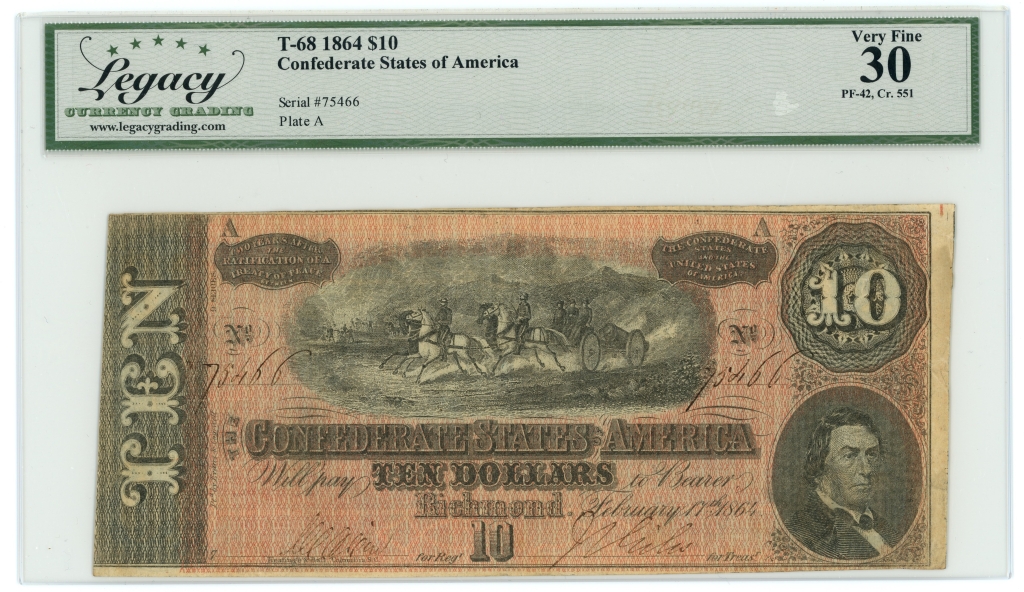 Legacy
CURRENCY GRADING
www.legacygrading.com
T-68 1864 $10
Confederate States of America
Serial #75466
Plate A
Very Fine
30
PF-42, Cr. 551
A
A
TWO YEARS AFTER
THE
RATIFICATION OF A
TREATY OF PEACE
THE CONFEDERATE
STATES
AND THE
UNITED STATES
OF AMERICA
10
TEN
No
No
75466
75466
THE
CONFEDERATE STATES OF AMERICA
Will pay TEN DOLLARS to Bearer
Richmond. February 17th 1864
10
for Regr.
for Treasr.